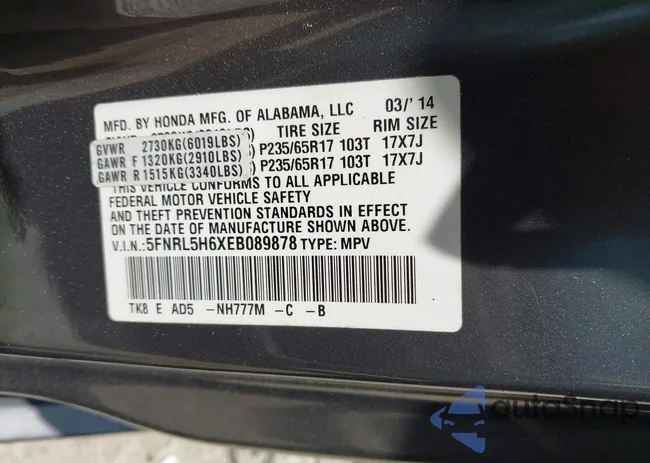 MFD. BY HONDA MFG. OF ALABAMA, LLC 03/'14
TIRE SIZE RIM SIZE
GVWR 2730KG(6019LBS)
GAWR F 1320KG(2910LBS) P235/65R17 103T 17X7J
GAWR R 1515KG(3340LBS) P235/65R17 103T 17X7J
THIS VEHICLE CONFORMS TO ALL APPLICABLE
FEDERAL MOTOR VEHICLE SAFETY
AND THEFT PREVENTION STANDARDS IN EFFECT
ON THE DATE OF MANUFACTURE SHOWN ABOVE.
V.I.N.:5FNRL5H6XEB089878 TYPE: MPV
TK8 E AD5 -NH777M -C -B
autoSnap